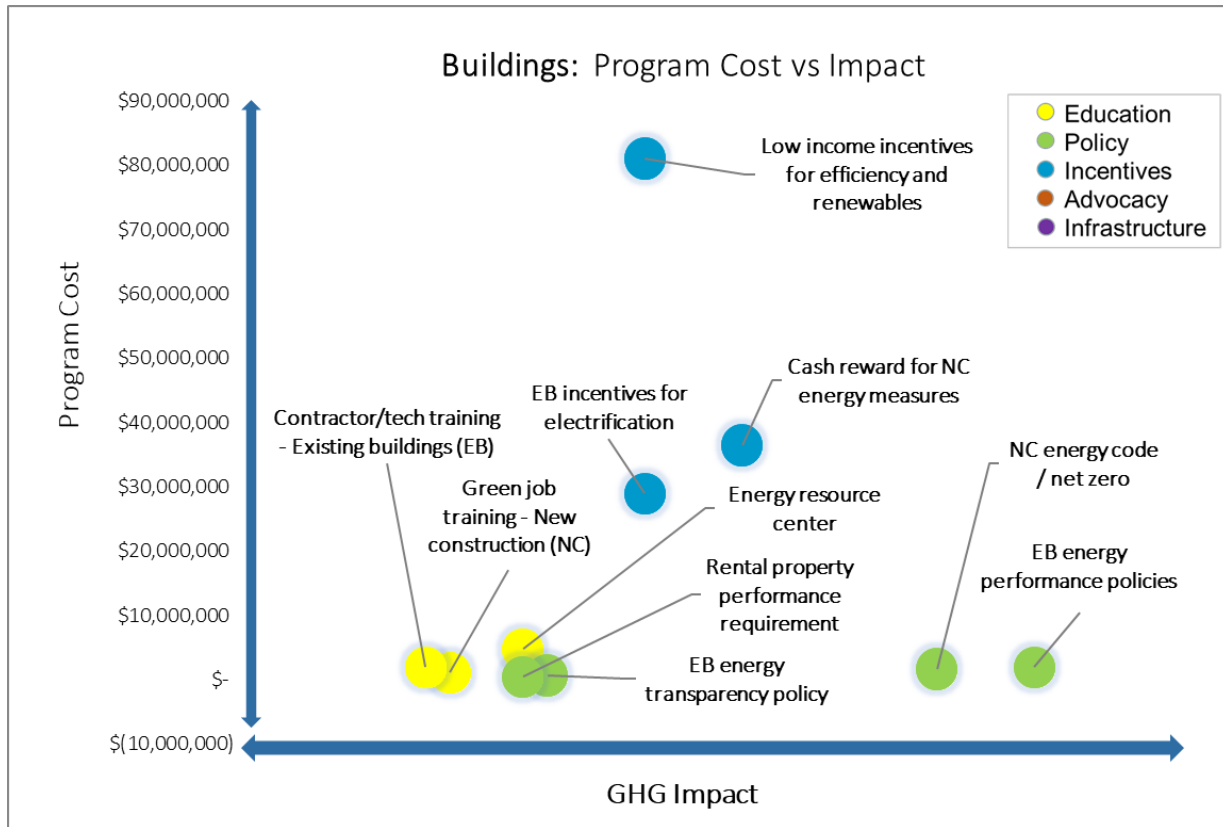 Buildings: Program Cost vs Impact
$90,000,000
$80,000,000
$70,000,000
$60,000,000
$50,000,000
$40,000,000
$30,000,000
$20,000,000
$10,000,000
$-
$(10,000,000)
Program Cost
Education
Policy
Incentives
Advocacy
Infrastructure
Low income incentives
for efficiency and
renewables
Cash reward for NC
energy measures
EB incentives for
electrification
Contractor/tech training
- Existing buildings (EB)
Green job
training - New
construction (NC)
Energy resource
center
Rental property
performance
requirement
EB energy
transparency policy
NC energy code
/ net zero
EB energy
performance policies
GHG Impact